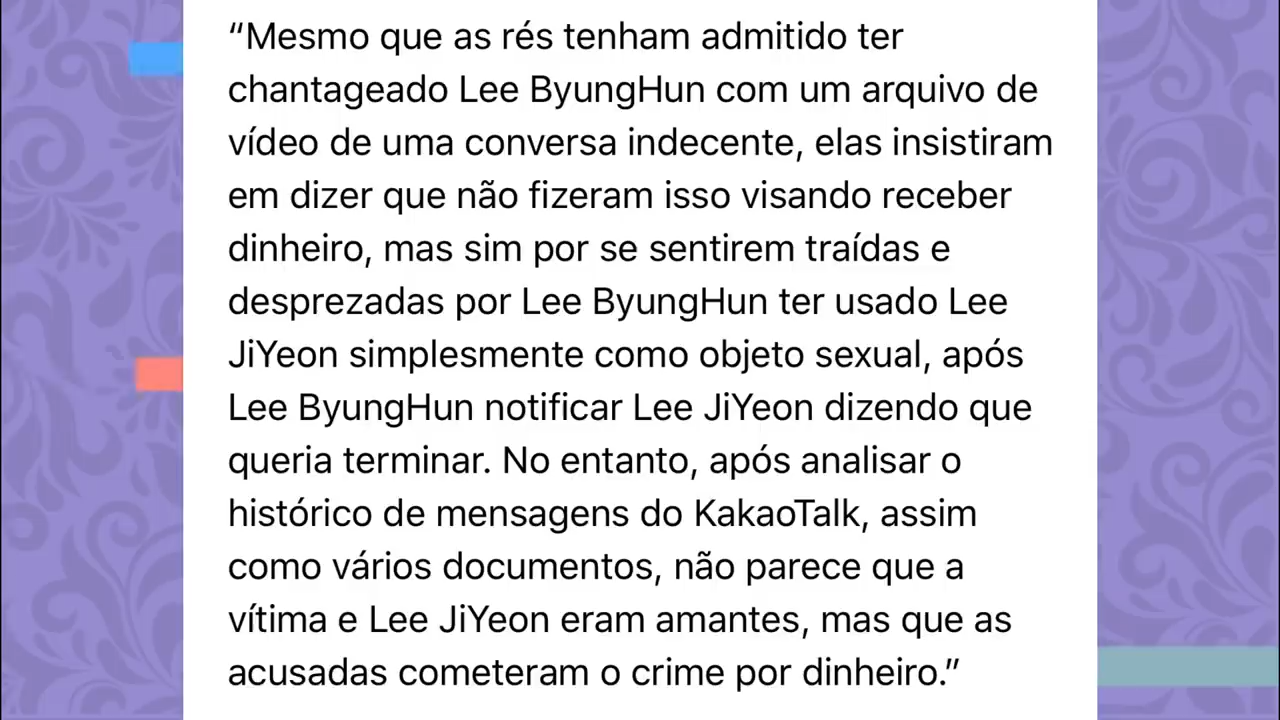 “Mesmo que as rés tenham admitido ter
chantageado Lee ByungHun com um arquivo de
vídeo de uma conversa indecente, elas insistiram
em dizer que não fizeram isso visando receber
dinheiro, mas sim por se sentirem traídas e
desprezadas por Lee ByungHun ter usado Lee
JiYeon simplesmente como objeto sexual, após
Lee ByungHun notificar Lee JiYeon dizendo que
queria terminar. No entanto, após analisar o
histórico de mensagens do KakaoTalk, assim
como vários documentos, não parece que a
vítima e Lee JiYeon eram amantes, mas que as
acusadas cometeram o crime por dinheiro.”